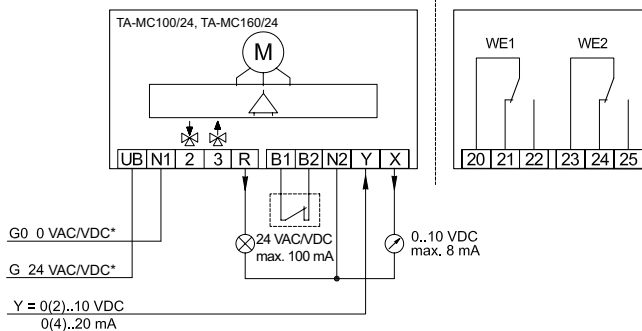 TA-MC100/24, TA-MC160/24
M
WE1 WE2
UB N1 2 3 R B1 B2 N2 Y X
20 21 22 23 24 25
G0 0 VAC/VDC*
24 VAC/VDC
max. 100 mA
0..10 VDC
max. 8 mA
G 24 VAC/VDC*
Y = 0(2)..10 VDC
0(4)..20 mA